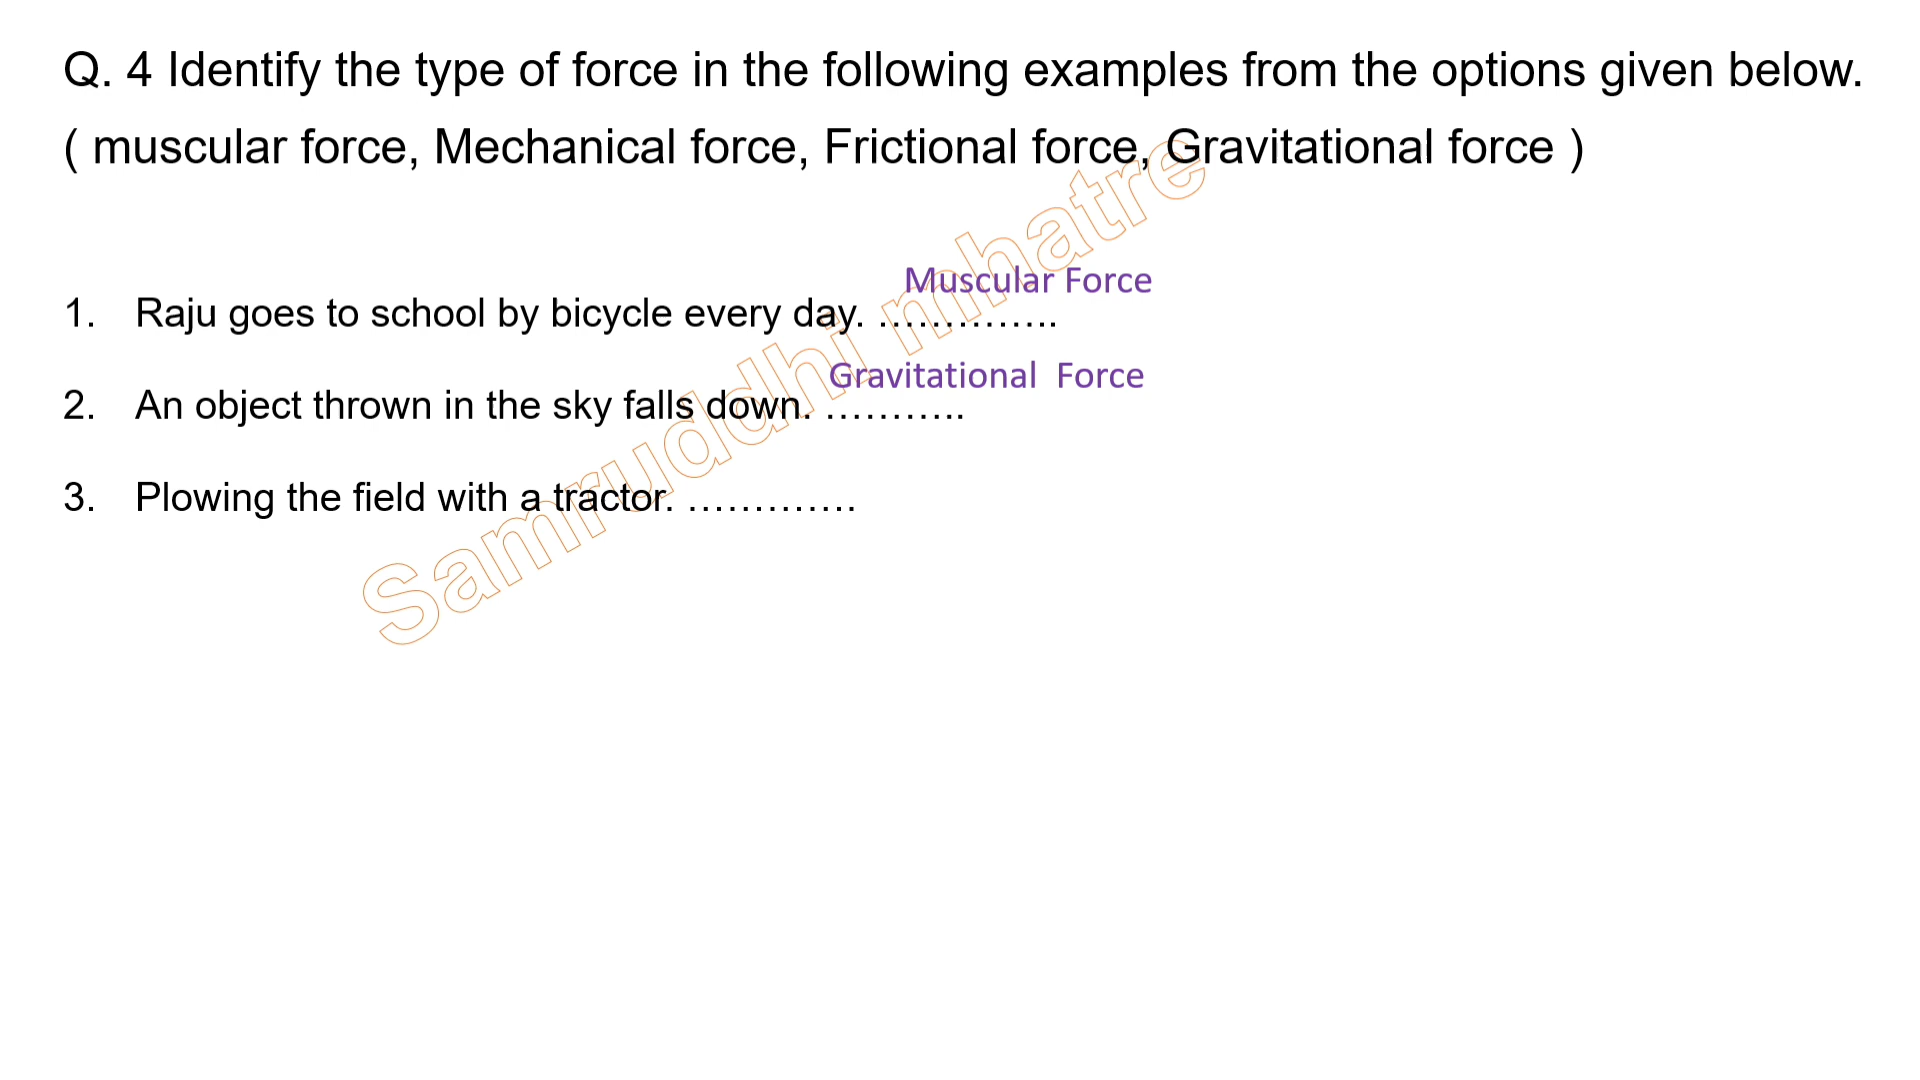 Q. 4 Identify the type of force in the following examples from the options given below.
( muscular force, Mechanical force, Frictional force, Gravitational force )
Muscular Force
1. Raju goes to school by bicycle every day. …………..
Gravitational Force
2. An object thrown in the sky falls down. ………..
3. Plowing the field with a tractor. ………….
Samruddhi mhatre